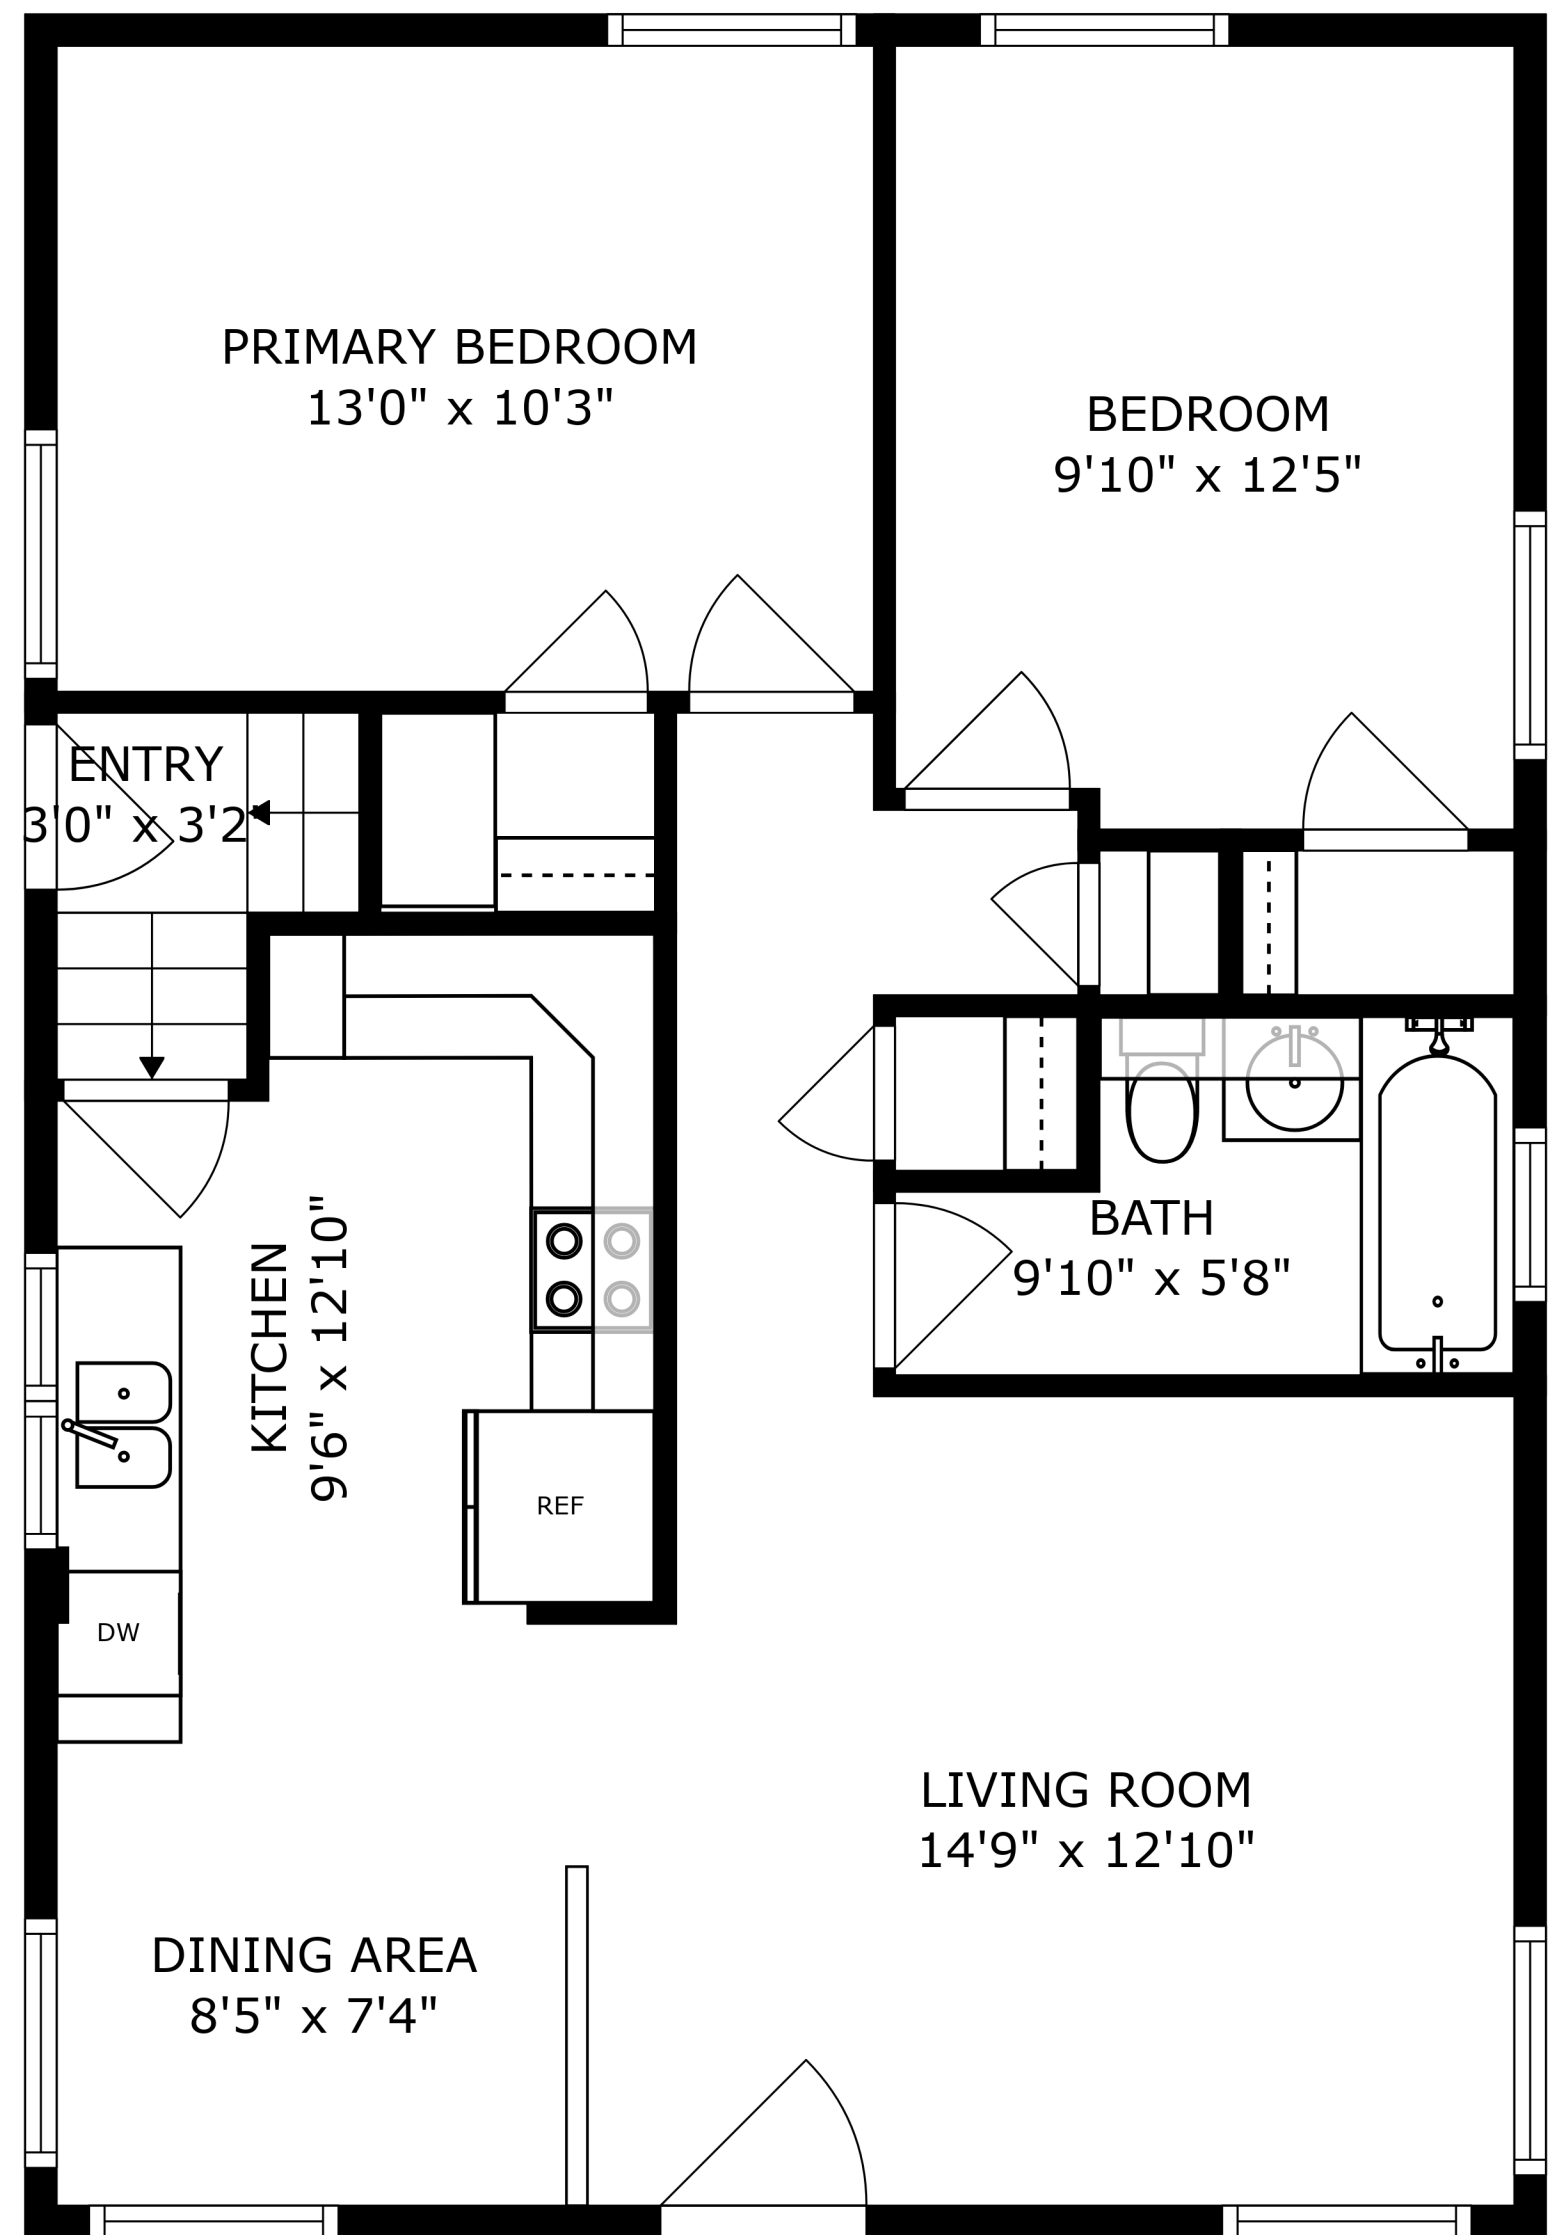 PRIMARY BEDROOM
13'0" x 10'3"
BEDROOM
9'10" x 12'5"
ENTRY
3'0" x 3'2"
BATH
9'10" x 5'8"
KITCHEN
9'6" x 12'10"
REF
DW
LIVING ROOM
14'9" x 12'10"
DINING AREA
8'5" x 7'4"